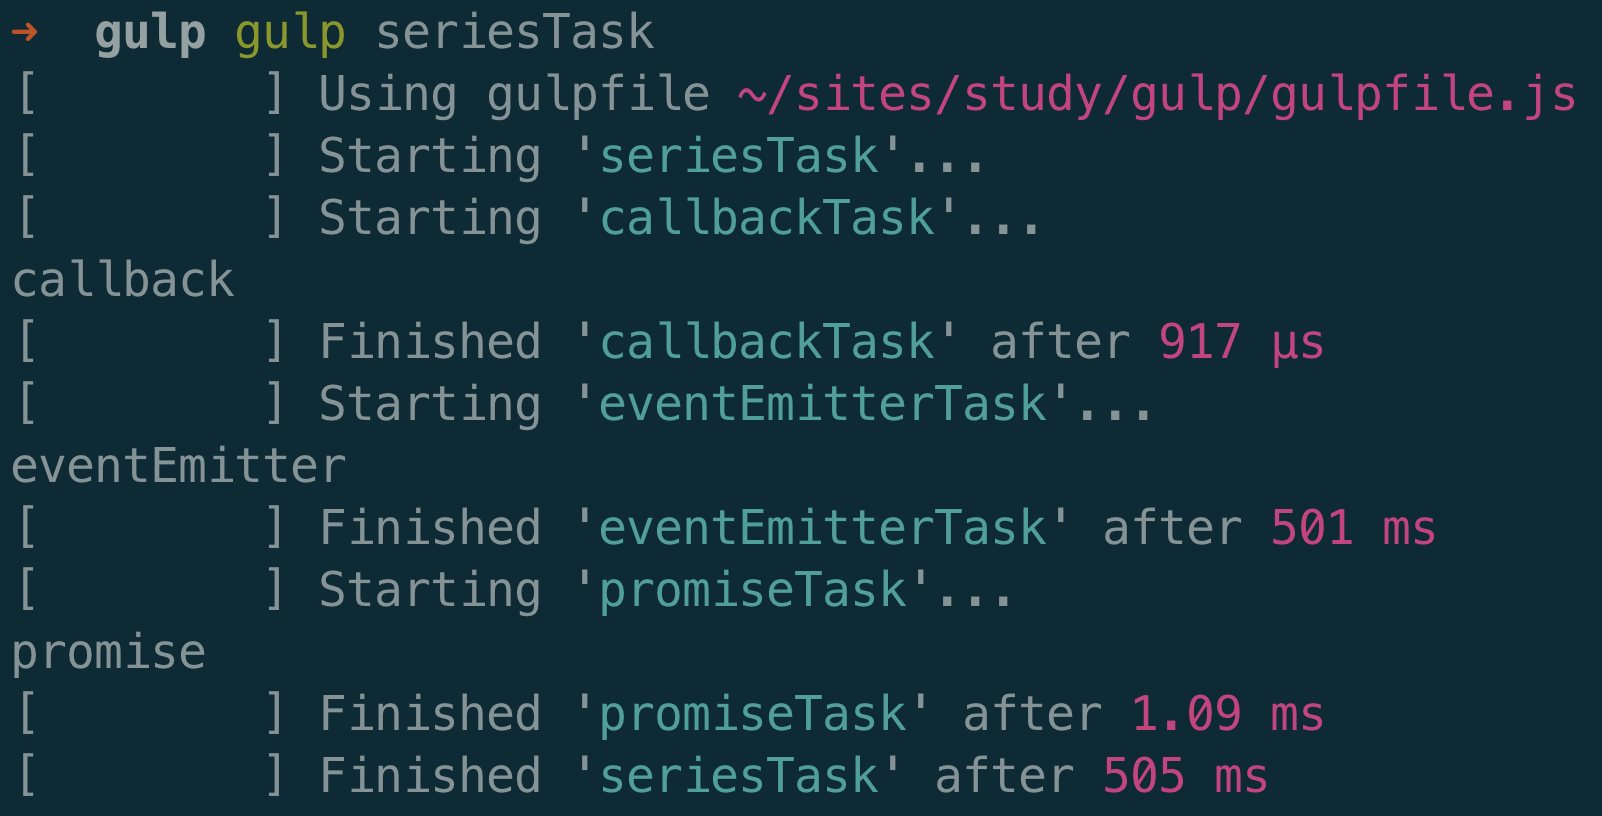 ➜  gulp gulp seriesTask
[        ] Using gulpfile ~/sites/study/gulp/gulpfile.js
[        ] Starting 'seriesTask'...
[        ] Starting 'callbackTask'...
callback
[        ] Finished 'callbackTask' after 917 μs
[        ] Starting 'eventEmitterTask'...
eventEmitter
[        ] Finished 'eventEmitterTask' after 501 ms
[        ] Starting 'promiseTask'...
promise
[        ] Finished 'promiseTask' after 1.09 ms
[        ] Finished 'seriesTask' after 505 ms